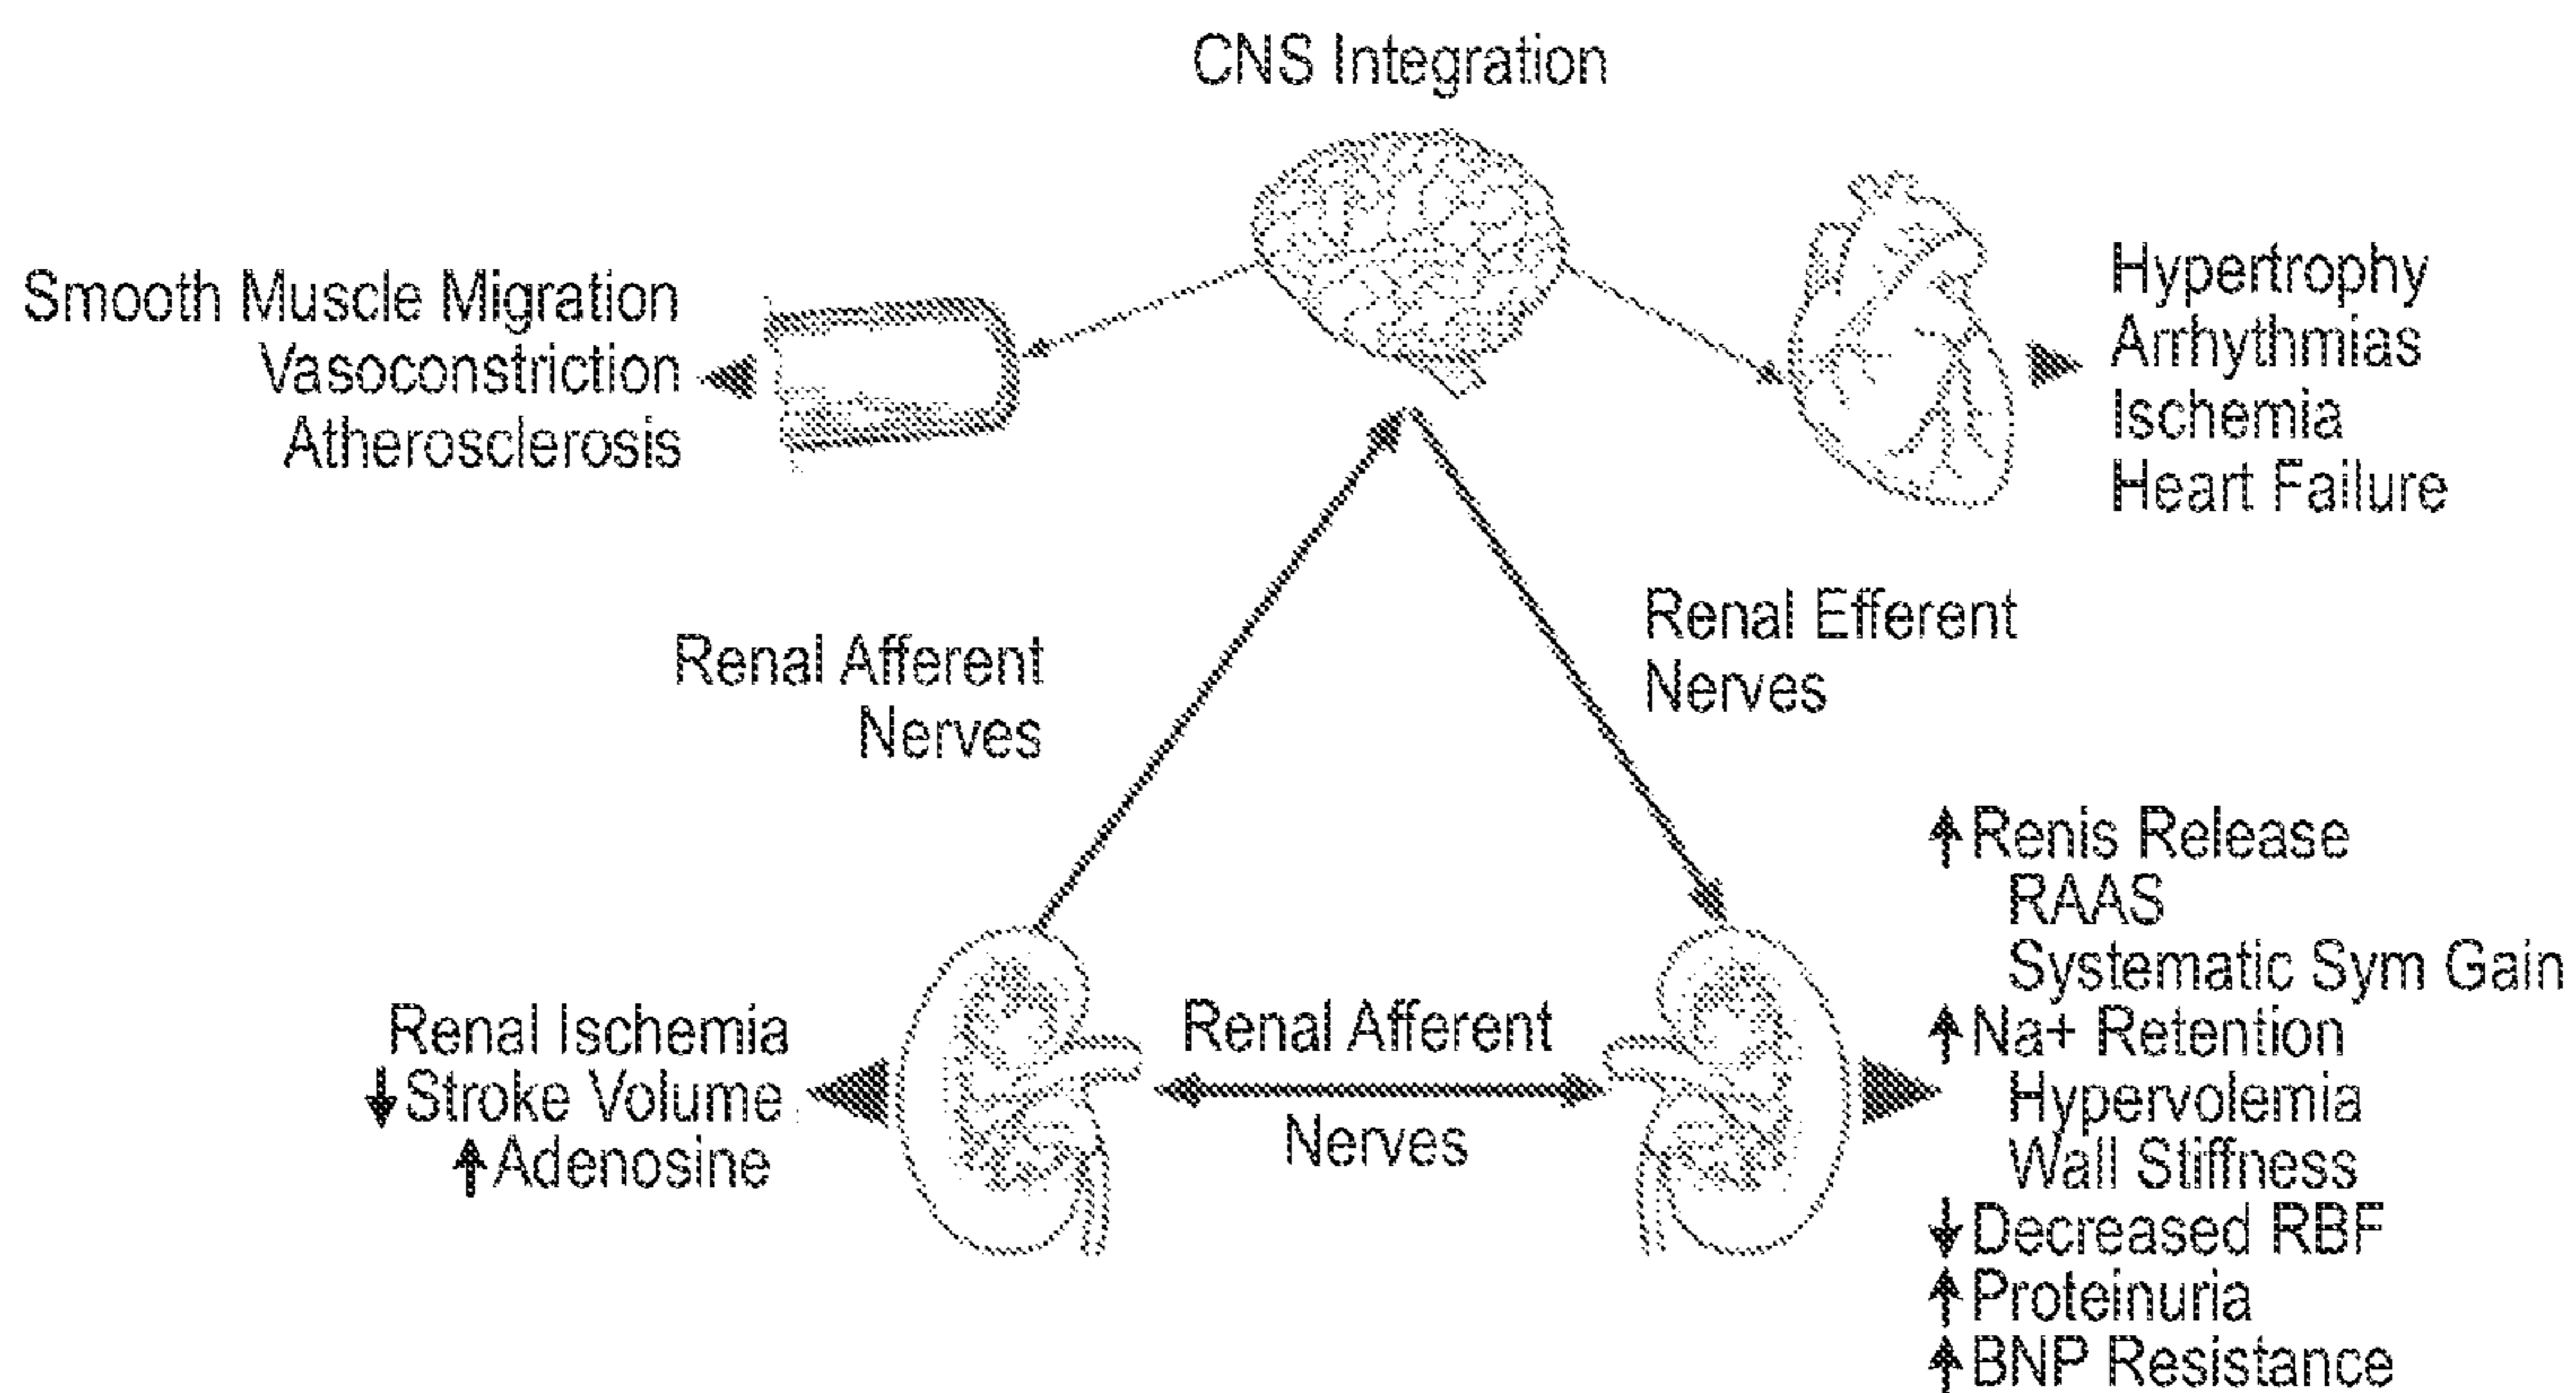 CNS Integration
Smooth Muscle Migration
Vasoconstriction
Atherosclerosis
Hypertrophy
Arrhythmias
Ischemia
Heart Failure
Renal Afferent
Nerves
Renal Efferent
Nerves
Renal Ischemia
↓Stroke Volume
↑Adenosine
Renal Afferent
Nerves
↑Renis Release
RAAS
Systematic Sym Gain
↑Na+ Retention
Hypervolemia
Wall Stiffness
↓Decreased RBF
↑Proteinuria
↑BNP Resistance